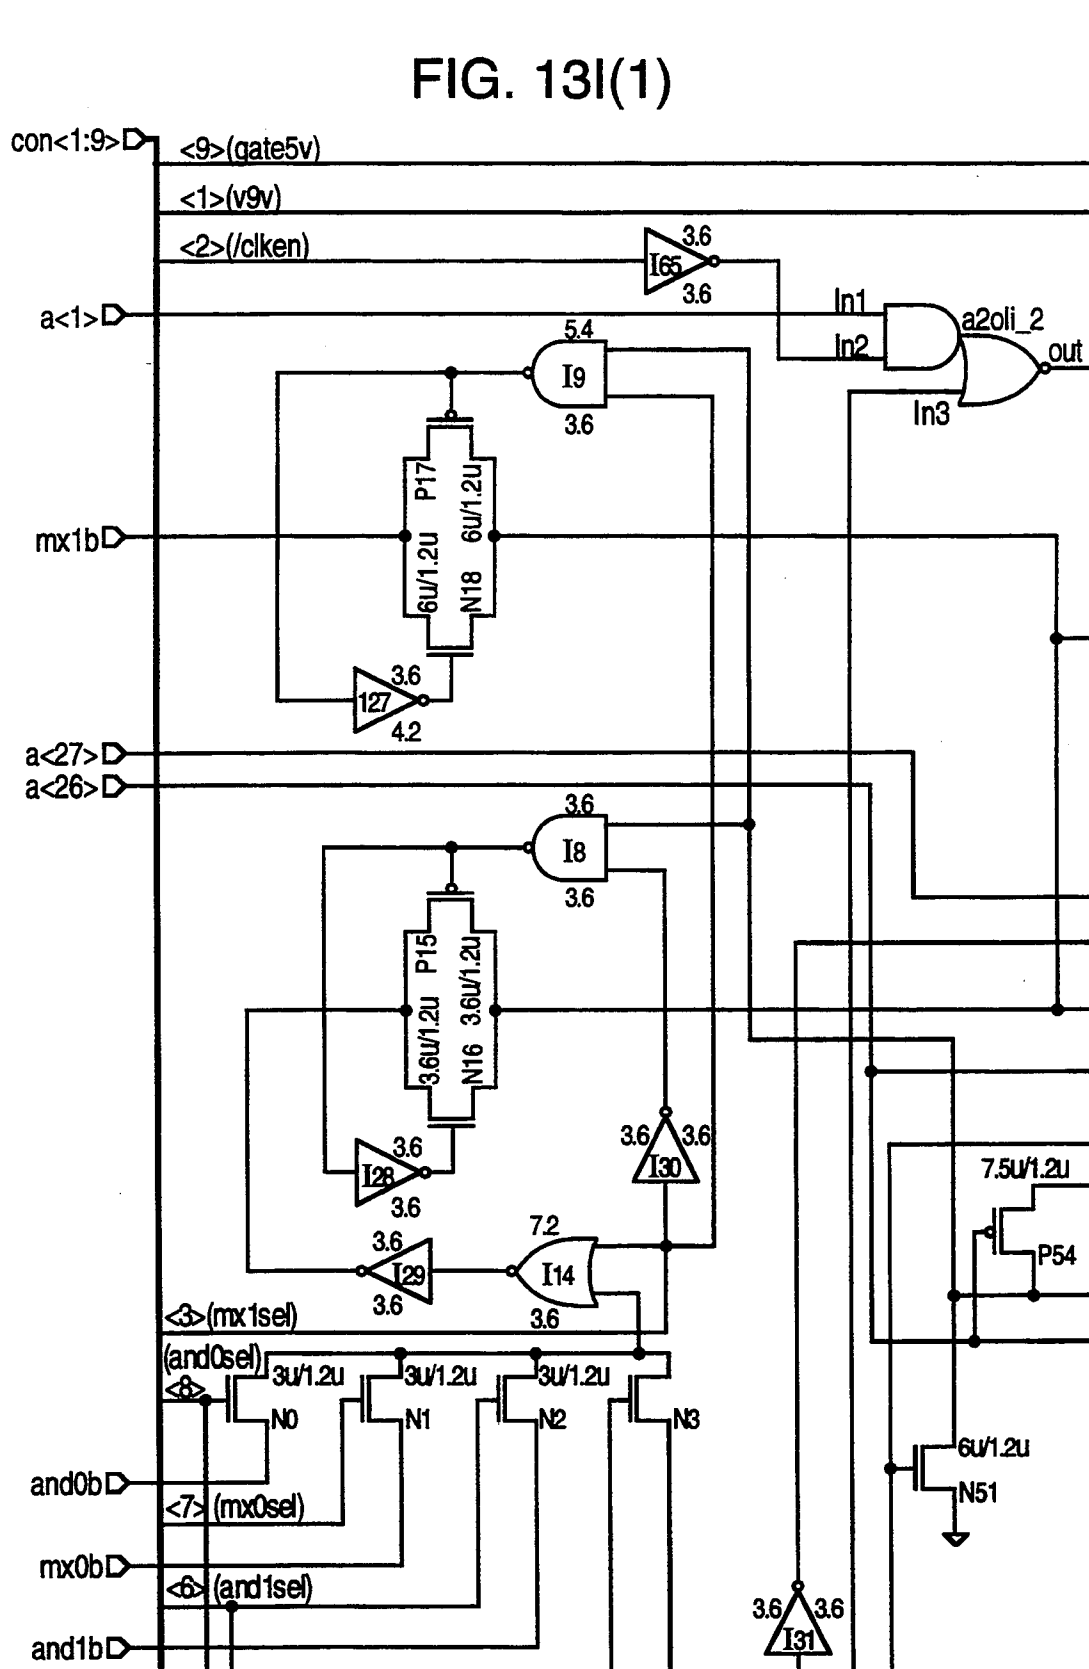 FIG. 13I(1)
con<1:9>
<9>(gate5v)
<1>(v9v)
<2>(/clken)
3.6
I65
3.6
a<1>
In1
a2oli_2
In2
out
In3
5.4
I9
3.6
P17
6u/1.2u
mx1b
6u/1.2u
N18
3.6
127
4.2
a<27>
a<26>
3.6
I8
3.6
P15
3.6u/1.2u
3.6u/1.2u
N16
3.6
I28
3.6
3.6
3.6
I30
7.5u/1.2u
P54
3.6
I29
3.6
7.2
I14
3.6
<3>(mx1sel)
(and0sel)
<8>
3u/1.2u
N0
3u/1.2u
N1
3u/1.2u
N2
N3
6u/1.2u
N51
and0b
<7>(mx0sel)
mx0b
<6>(and1sel)
and1b
3.6
3.6
I31